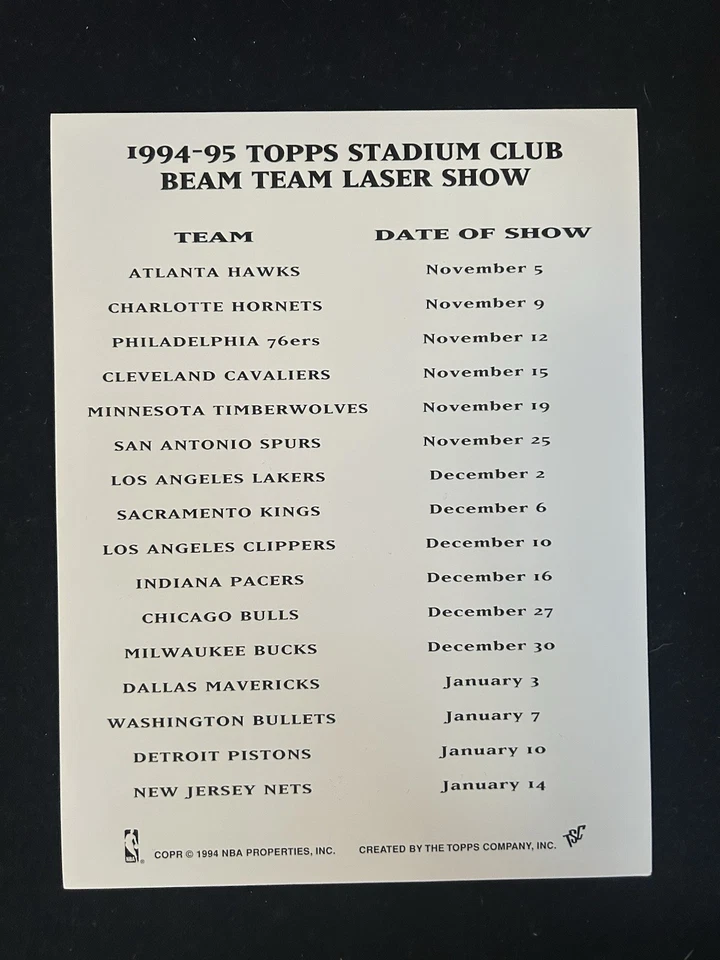 1994-95 TOPPS STADIUM CLUB
BEAM TEAM LASER SHOW
TEAM DATE OF SHOW
ATLANTA HAWKS November 5
CHARLOTTE HORNETS November 9
PHILADELPHIA 76ers November 12
CLEVELAND CAVALIERS November 15
MINNESOTA TIMBERWOLVES November 19
SAN ANTONIO SPURS November 25
LOS ANGELES LAKERS December 2
SACRAMENTO KINGS December 6
LOS ANGELES CLIPPERS December 10
INDIANA PACERS December 16
CHICAGO BULLS December 27
MILWAUKEE BUCKS December 30
DALLAS MAVERICKS January 3
WASHINGTON BULLETS January 7
DETROIT PISTONS January 10
NEW JERSEY NETS January 14
NBA ® COPR © 1994 NBA PROPERTIES, INC. CREATED BY THE TOPPS COMPANY, INC. TSC